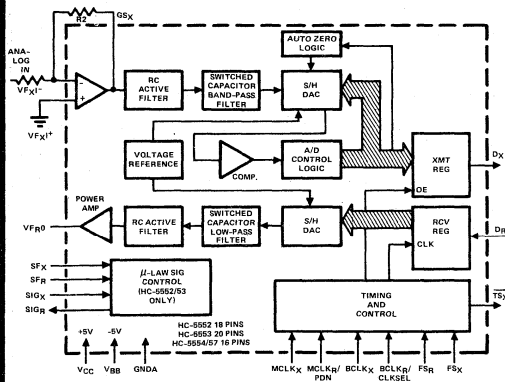 R2
GSX
ANA-
LOG
IN
VFXI-
-
+
VFXI+
RC
ACTIVE
FILTER
SWITCHED
CAPACITOR
BAND-PASS
FILTER
AUTO ZERO
LOGIC
S/H
DAC
VOLTAGE
REFERENCE
COMP.
A/D
CONTROL
LOGIC
XMT
REG
OE
DX
POWER
AMP
VFRO
RC ACTIVE
FILTER
SWITCHED
CAPACITOR
LOW-PASS
FILTER
S/H
DAC
RCV
REG
CLK
DR
SFX
SFR
SIGX
SIGR
μ-LAW SIG
CONTROL
(HC-5552/53
ONLY)
TIMING
AND
CONTROL
TSX
+5V
-5V
HC-5552 18 PINS
HC-5553 20 PINS
HC-5554/57 16 PINS
VCC
VBB
GNDA
MCLKX
MCLKR/
PDN
BCLKX
BCLKR/
CLKSEL
FSR
FSX